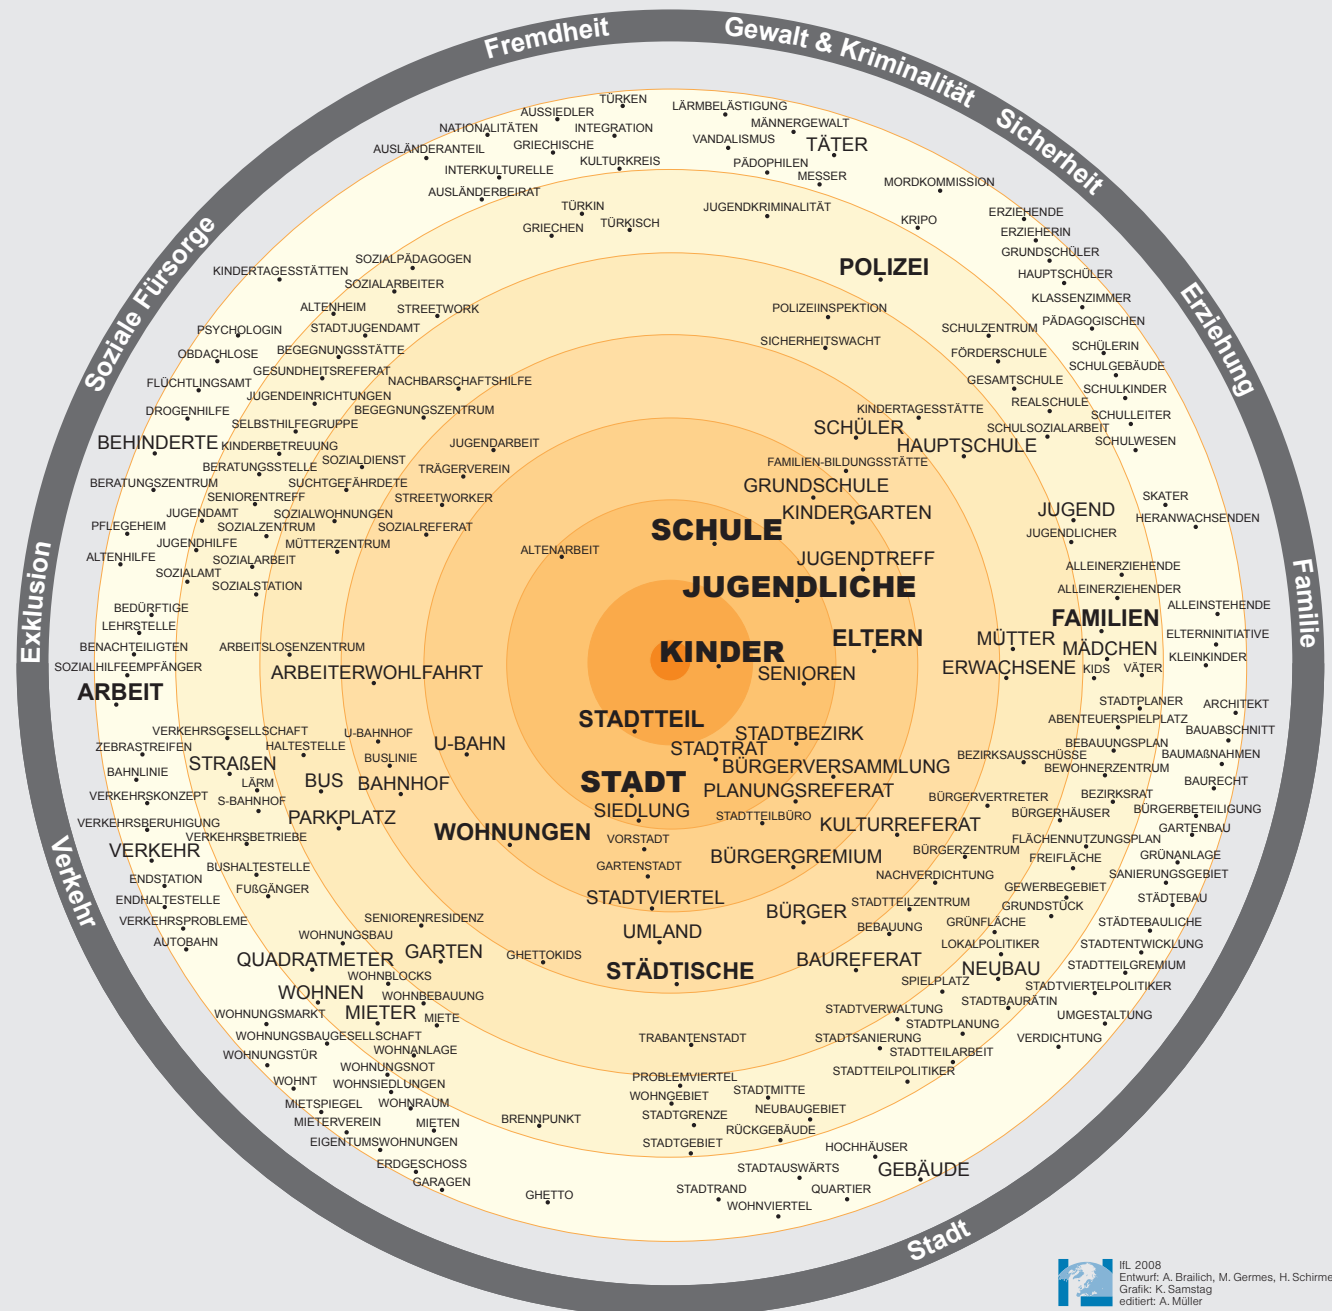 Fremdheit
Gewalt & Kriminalität
Sicherheit
Erziehung
Familie
Stadt
Verkehr
Exklusion
Soziale Fürsorge
TÜRKEN
AUSSIEDLER
NATIONALITÄTEN
INTEGRATION
AUSLÄNDERANTEIL
GRIECHISCHE
INTERKULTURELLE
KULTURKREIS
AUSLÄNDERBEIRAT
TÜRKIN
GRIECHEN
TÜRKISCH
LÄRMBELÄSTIGUNG
MÄNNERGEWALT
VANDALISMUS
TÄTER
PÄDOPHILEN
MESSER
JUGENDKRIMINALITÄT
MORDKOMMISSION
KRIPO
POLIZEI
POLIZEIINSPEKTION
SICHERHEITSWACHT
ERZIEHENDE
ERZIEHERIN
GRUNDSCHÜLER
HAUPTSCHÜLER
KLASSENZIMMER
PÄDAGOGISCHEN
SCHULZENTRUM
SCHÜLERIN
FÖRDERSCHULE
SCHULGEBÄUDE
GESAMTSCHULE
SCHULKINDER
REALSCHULE
SCHULLEITER
KINDERTAGESSTÄTTE
SCHULSOZIALARBEIT
SCHULWESEN
SCHÜLER
HAUPTSCHULE
FAMILIEN-BILDUNGSSTÄTTE
GRUNDSCHULE
KINDERGARTEN
SCHULE
SKATER
JUGEND
HERANWACHSENDEN
JUGENDLICHER
JUGENDTREFF
JUGENDLICHE
ALLEINERZIEHENDE
ALLEINERZIEHENDER
ALLEINSTEHENDE
FAMILIEN
ELTERNINITIATIVE
ELTERN
MÜTTER
MÄDCHEN
KLEINKINDER
KINDER
ERWACHSENE
KIDS
VÄTER
SENIOREN
KINDERTAGESSTÄTTEN
SOZIALPÄDAGOGEN
SOZIALARBEITER
ALTENHEIM
STREETWORK
PSYCHOLOGIN
STADTJUGENDAMT
OBDACHLOSE
BEGEGNUNGSSTÄTTE
GESUNDHEITSREFERAT
FLÜCHTLINGSAMT
NACHBARSCHAFTSHILFE
JUGENDEINRICHTUNGEN
DROGENHILFE
BEGEGNUNGSZENTRUM
SELBSTHILFEGRUPPE
BEHINDERTE
KINDERBETREUUNG
JUGENDARBEIT
BERATUNGSSTELLE
SOZIALDIENST
TRÄGERVEREIN
BERATUNGSZENTRUM
SUCHTGEFÄHRDETE
SENIORENTREFF
STREETWORKER
JUGENDAMT
SOZIALWOHNUNGEN
PFLEGEHEIM
SOZIALZENTRUM
SOZIALREFERAT
JUGENDHILFE
MÜTTERZENTRUM
ALTENHILFE
SOZIALARBEIT
ALTENARBEIT
SOZIALAMT
SOZIALSTATION
BEDÜRFTIGE
LEHRSTELLE
BENACHTEILIGTEN
ARBEITSLOSENZENTRUM
SOZIALHILFEEMPFÄNGER
ARBEITERWOHLFAHRT
ARBEIT
VERKEHRSGESELLSCHAFT
U-BAHNHOF
ZEBRASTREIFEN
HALTESTELLE
U-BAHN
BUSLINIE
STRAßEN
BAHNLINIE
LÄRM
BUS
BAHNHOF
VERKEHRSKONZEPT
S-BAHNHOF
PARKPLATZ
VERKEHRSBERUHIGUNG
VERKEHRSBETRIEBE
VERKEHR
BUSHALTESTELLE
ENDSTATION
FUßGÄNGER
ENDHALTESTELLE
VERKEHRSPROBLEME
AUTOBAHN
STADTTEIL
STADTBEZIRK
STADTRAT
BÜRGERVERSAMMLUNG
STADT
PLANUNGSREFERAT
SIEDLUNG
STADTTEILBÜRO
KULTURREFERAT
WOHNUNGEN
VORSTADT
GARTENSTADT
BÜRGERGREMIUM
STADTVIERTEL
BÜRGER
UMLAND
STÄDTISCHE
BAUREFERAT
STADTPLANER
ARCHITEKT
ABENTEUERSPIELPLATZ
BAUABSCHNITT
BEBAUUNGSPLAN
BEZIRKSAUSSCHÜSSE
BAUMAßNAHMEN
BEWOHNERZENTRUM
BAURECHT
BÜRGERVERTRETER
BEZIRKSRAT
BÜRGERHÄUSER
BÜRGERBETEILIGUNG
GARTENBAU
FLÄCHENNUTZUNGSPLAN
BÜRGERZENTRUM
FREIFLÄCHE
GRÜNANLAGE
NACHVERDICHTUNG
SANIERUNGSGEBIET
GEWERBEGEBIET
STÄDTEBAU
STADTTEILZENTRUM
GRUNDSTÜCK
GRÜNFLÄCHE
STÄDTEBAULICHE
BEBAUUNG
LOKALPOLITIKER
STADTENTWICKLUNG
NEUBAU
STADTTEILGREMIUM
SPIELPLATZ
STADTVIERTELPOLITIKER
STADTBAURÄTIN
STADTVERWALTUNG
UMGESTALTUNG
STADTPLANUNG
STADTSANIERUNG
VERDICHTUNG
STADTTEILARBEIT
STADTTEILPOLITIKER
SENIORENRESIDENZ
WOHNUNGSBAU
GARTEN
GHETTOKIDS
QUADRATMETER
WOHNBLOCKS
WOHNEN
WOHNBEBAUUNG
MIETER
MIETE
WOHNUNGSMARKT
WOHNUNGSBAUGESELLSCHAFT
WOHNANLAGE
WOHNUNGSTÜR
WOHNUNGSNOT
WOHNT
WOHNSIEDLUNGEN
MIETSPIEGEL
WOHNRAUM
MIETERVEREIN
MIETEN
EIGENTUMSWOHNUNGEN
ERDGESCHOSS
GARAGEN
TRABANTENSTADT
PROBLEMVIERTEL
WOHNGEBIET
STADTMITTE
BRENNPUNKT
STADTGRENZE
NEUBAUGEBIET
RÜCKGEBÄUDE
STADTGEBIET
HOCHHÄUSER
STADTAUSWÄRTS
GEBÄUDE
GHETTO
STADTRAND
QUARTIER
WOHNVIERTEL
IfL 2008
Entwurf: A. Brailich, M. Germes, H. Schirme
Grafik: K. Samstag
editiert: A. Müller